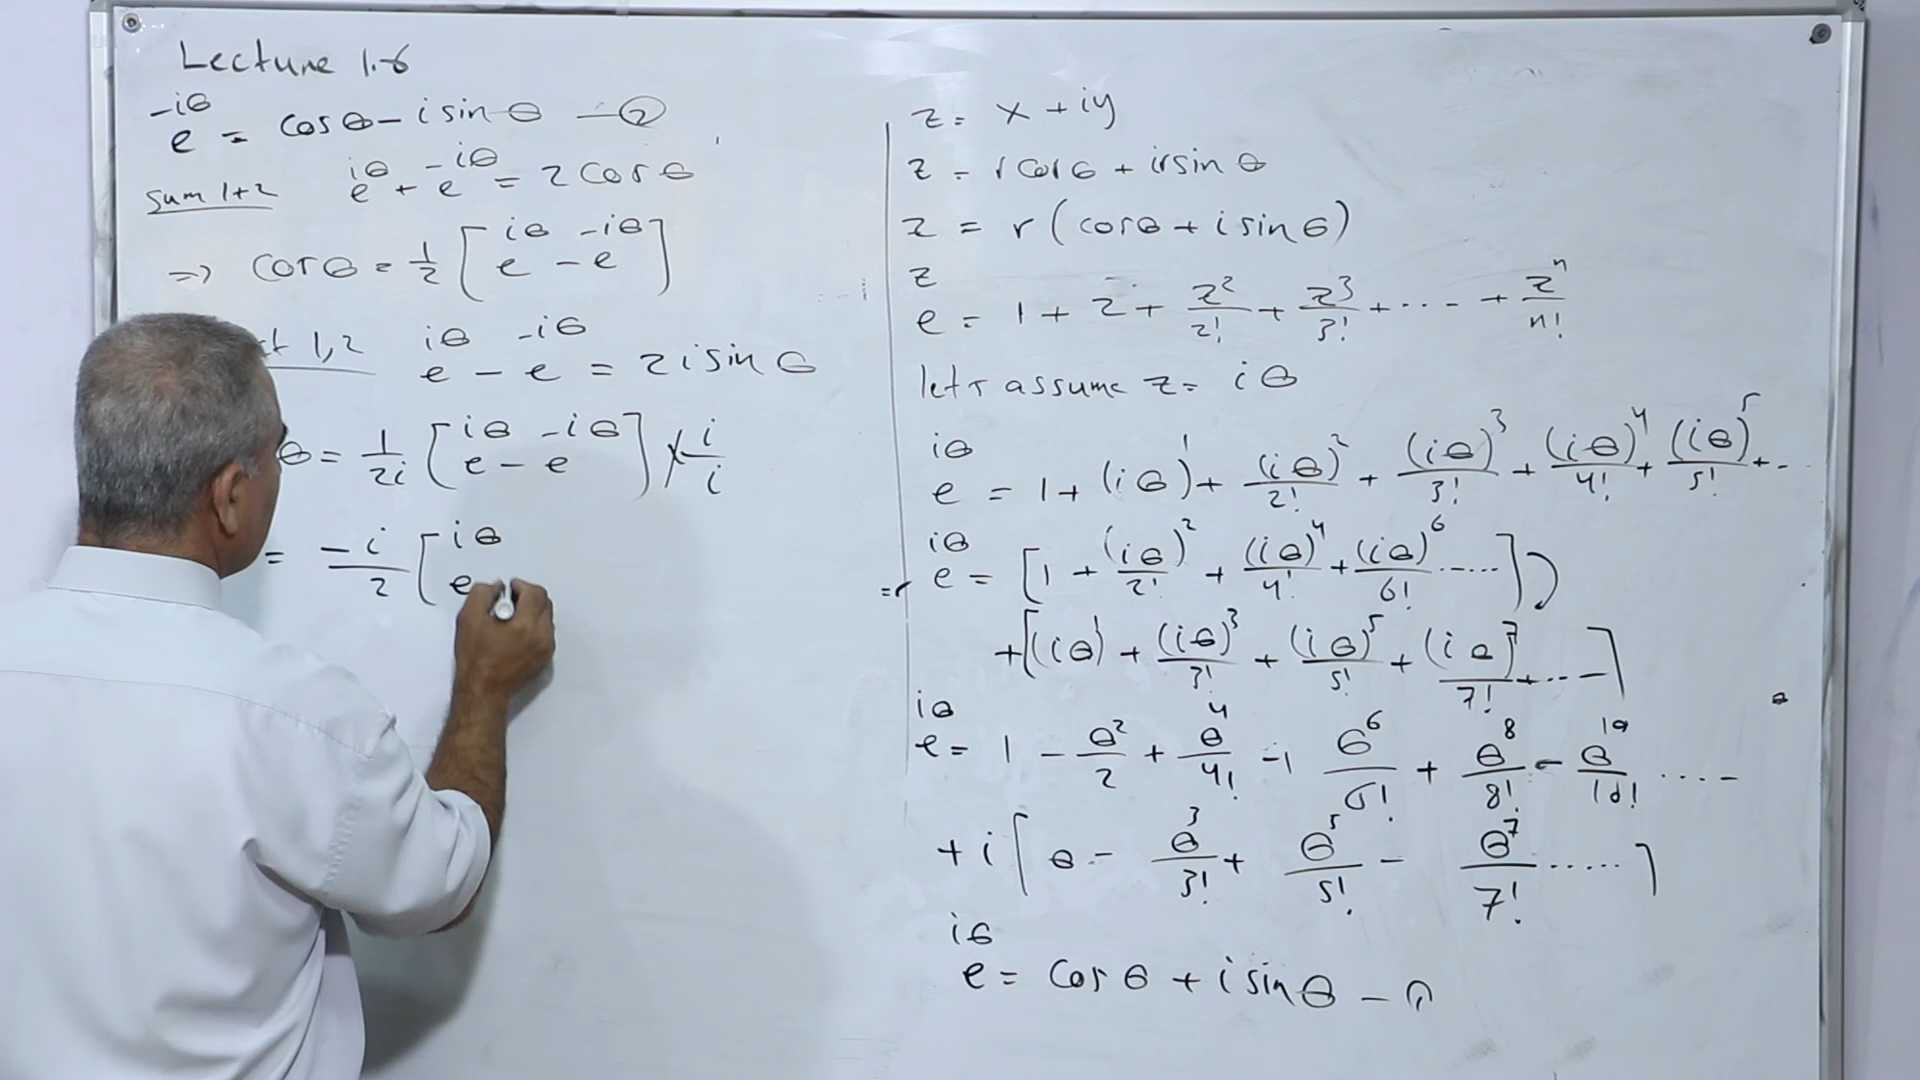 Lecture 1.6
e^{-iθ} = cosθ - i sin θ — ②
sum 1+2   e^{iθ} + e^{-iθ} = 2 cos θ
=> cos θ = 1/2 [e^{iθ} - e^{-iθ}]
ct 1,2   e^{iθ} - e^{-iθ} = 2 i sin θ
θ = 1/2i [e^{iθ} - e^{-iθ}] × i/i
= -i/2 [e^{iθ}
z = x + iy
z = r cos θ + i r sin θ
z = r (cosθ + i sin θ)
e^z = 1 + z + z²/2! + z³/3! + .... + zⁿ/n!
let's assume z = iθ
e^{iθ} = 1 + (iθ)^1 + (iθ)²/2! + (iθ)³/3! + (iθ)⁴/4! + (iθ)⁵/5! + ..
=> e^{iθ} = [1 + (iθ)²/2! + (iθ)⁴/4! + (iθ)⁶/6! .....]
+ [(iθ)^1 + (iθ)³/3! + (iθ)⁵/5! + (iθ)⁷/7! + ...]
e^{iθ} = 1 - θ²/2 + θ⁴/4! - θ⁶/6! + θ⁸/8! - θ^{10}/10! ....
+ i [θ - θ³/3! + θ⁵/5! - θ⁷/7! .....]
e^{iθ} = cos θ + i sin θ — ①